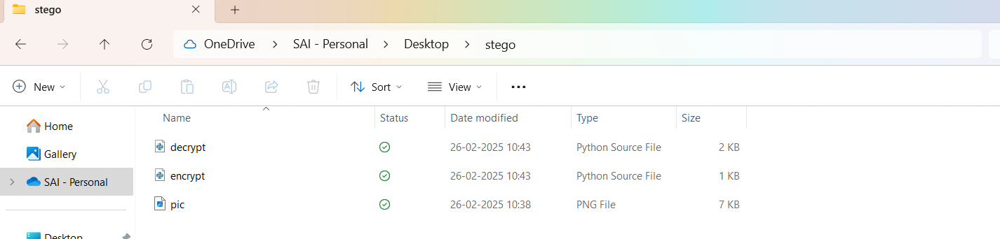 stego
OneDrive > SAI - Personal > Desktop > stego
New Sort View
Name Status Date modified Type Size
Home
Gallery
SAI - Personal
Desktop
decrypt 26-02-2025 10:43 Python Source File 2 KB
encrypt 26-02-2025 10:43 Python Source File 1 KB
pic 26-02-2025 10:38 PNG File 7 KB